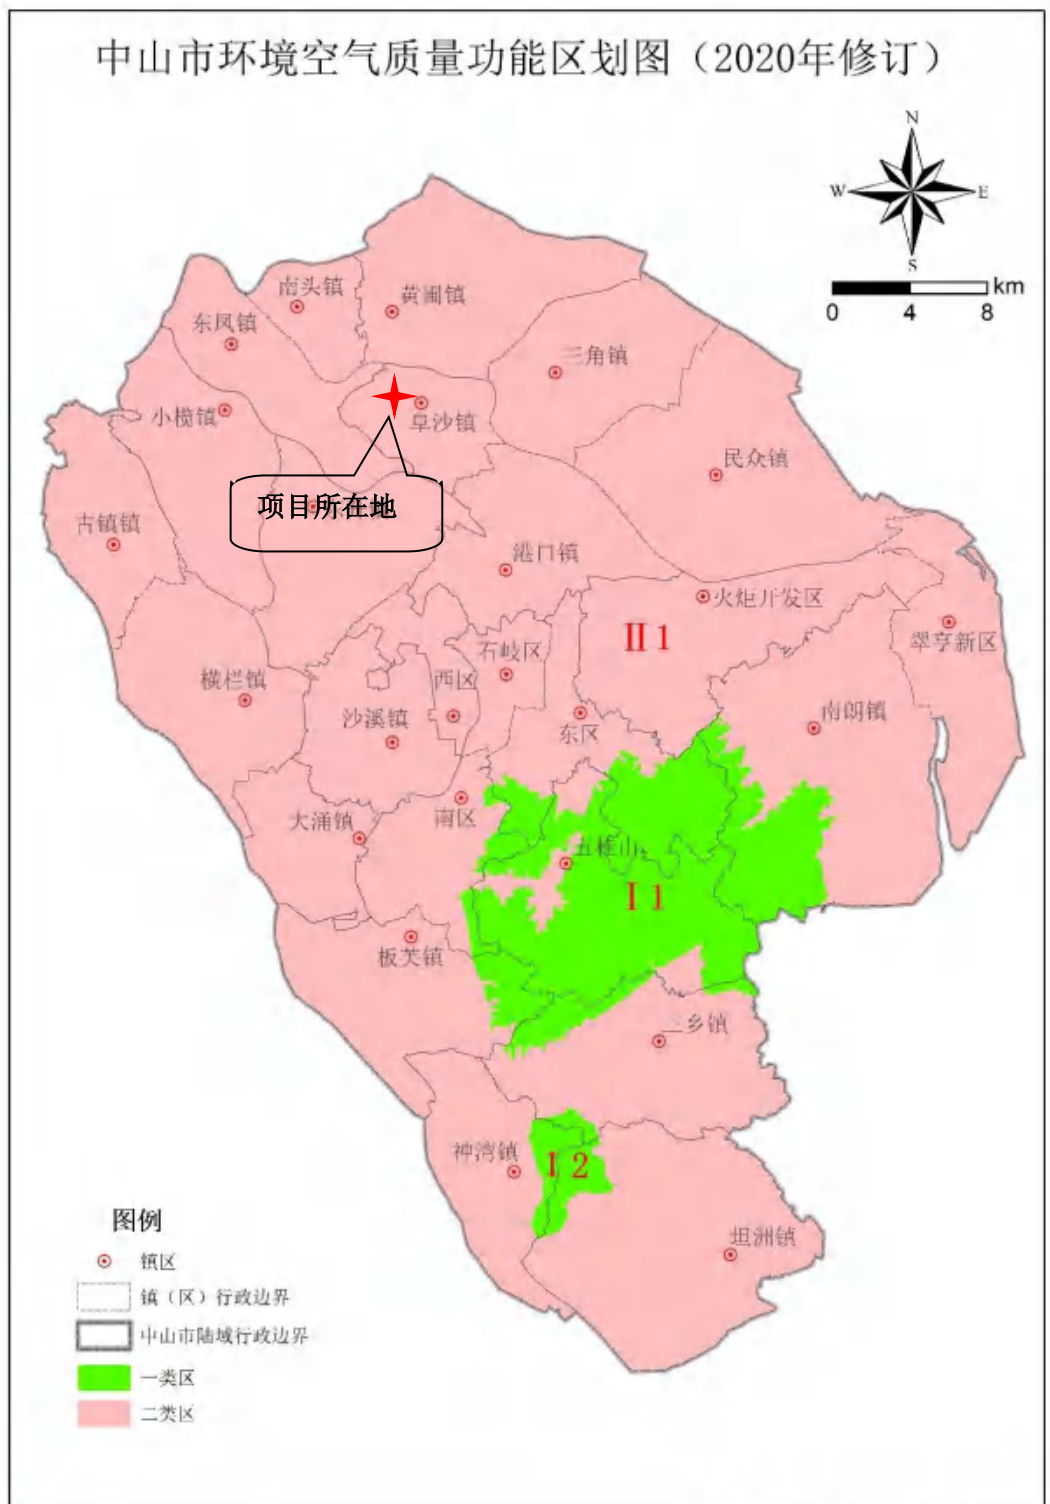 中山市环境空气质量功能区划图（2020年修订）
N
W
E
S
km
0
4
8
南头镇
黄圃镇
东凤镇
三角镇
小榄镇
阜沙镇
民众镇
项目所在地
古镇镇
港口镇
火炬开发区
II 1
翠亨新区
石岐区
横栏镇
西区
沙溪镇
东区
南朗镇
大涌镇
南区
五桂山
I 1
板芙镇
三乡镇
神湾镇
I 2
坦洲镇
图例
镇区
镇（区）行政边界
中山市陆域行政边界
一类区
二类区